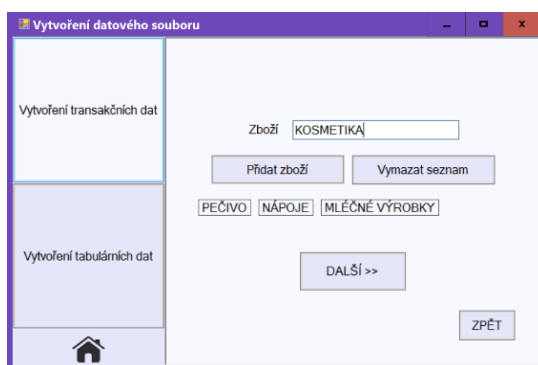 Vytvoření datového souboru
Vytvoření transakčních dat
Zboží KOSMETIKA
Přidat zboží Vymazat seznam
PEČIVO NÁPOJE MLÉČNÉ VÝROBKY
Vytvoření tabulárních dat
DALŠÍ >>
ZPĚT